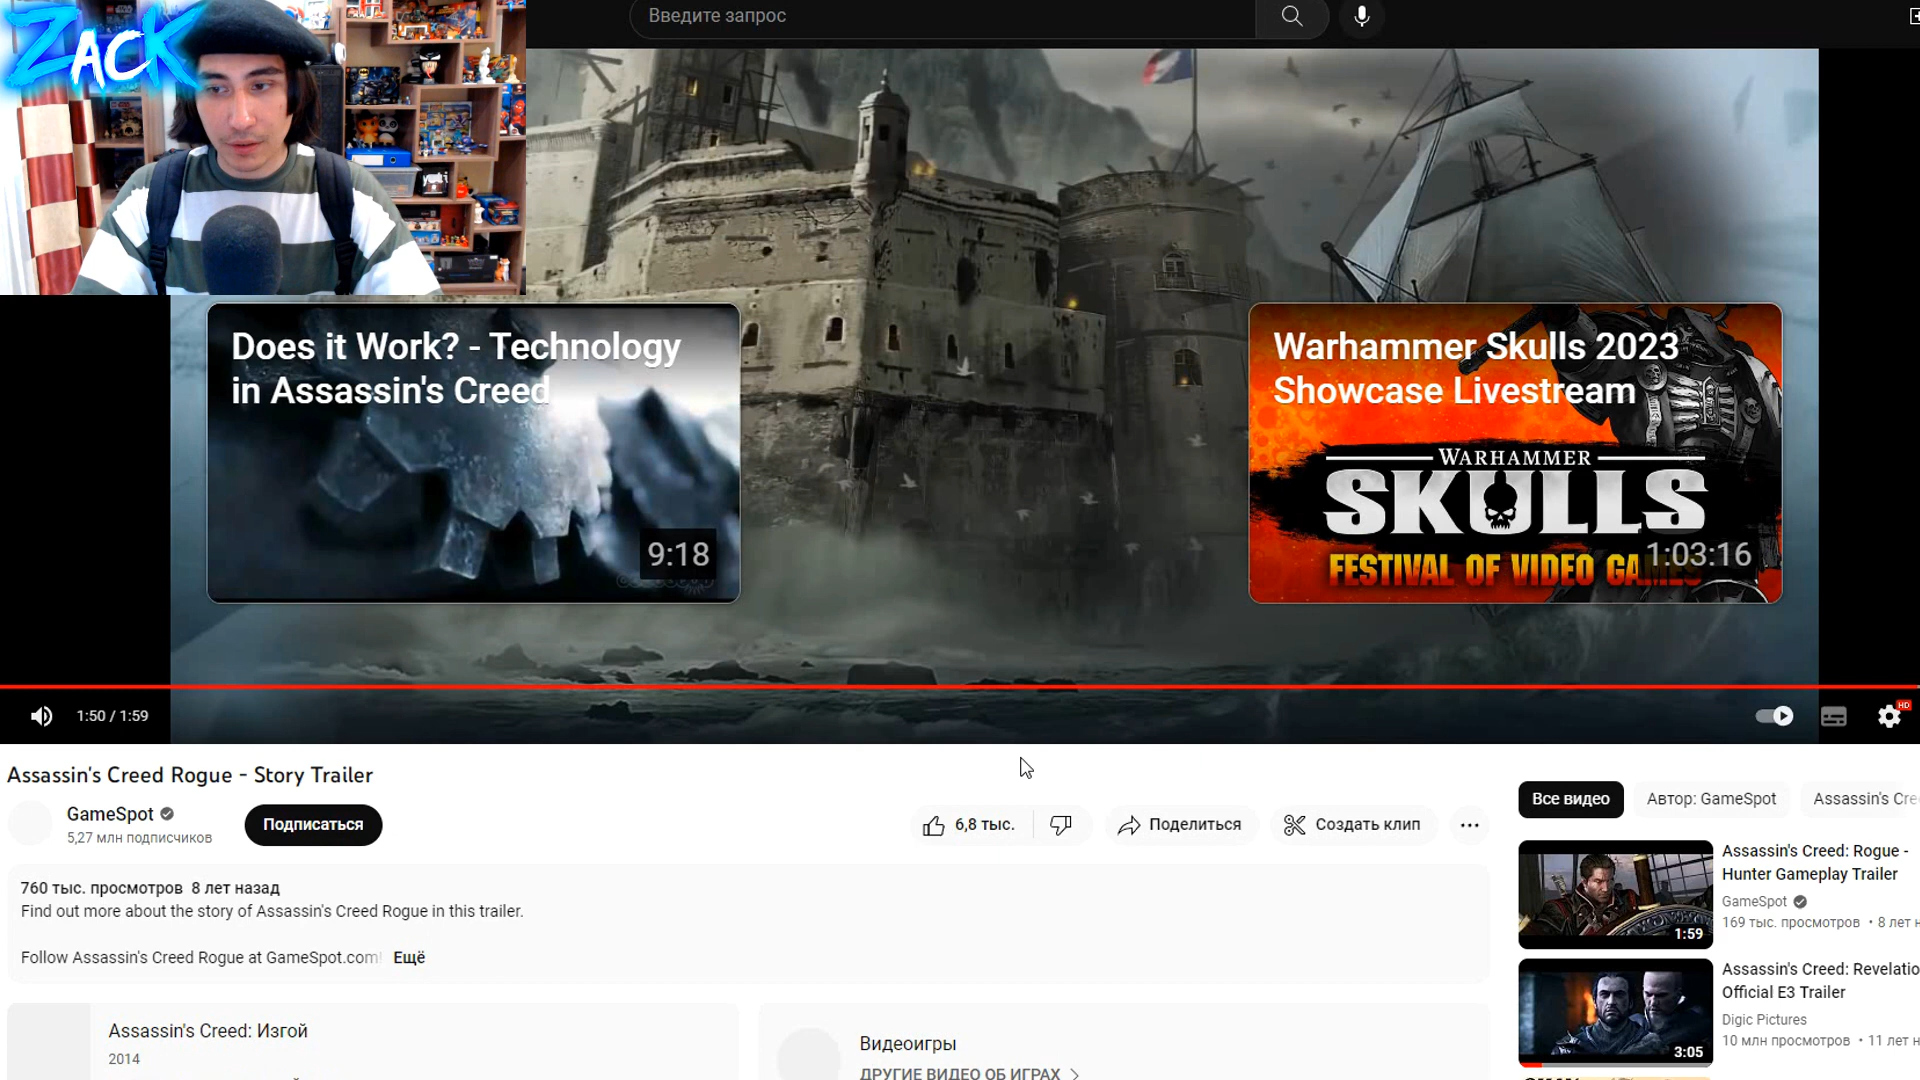 ZACK
Введите запрос
yeti
Does it Work? - Technology
in Assassin's Creed
9:18
Warhammer Skulls 2023
Showcase Livestream
WARHAMMER
SKULLS
FESTIVAL OF VIDEO GAMES
1:03:16
1:50 / 1:59
HD
Assassin's Creed Rogue - Story Trailer
GameSpot
5,27 млн подписчиков
Подписаться
6,8 тыс.
Поделиться
Создать клип
760 тыс. просмотров 8 лет назад
Find out more about the story of Assassin's Creed Rogue in this trailer.
Follow Assassin's Creed Rogue at GameSpot.com! Ещё
Assassin's Creed: Изгой
2014
Видеоигры
ДРУГИЕ ВИДЕО ОБ ИГРАХ
Все видео
Автор: GameSpot
Assassin's Cre
Assassin's Creed: Rogue -
Hunter Gameplay Trailer
GameSpot
169 тыс. просмотров • 8 лет н
1:59
Assassin's Creed: Revelatio
Official E3 Trailer
Digic Pictures
10 млн просмотров • 11 лет н
3:05